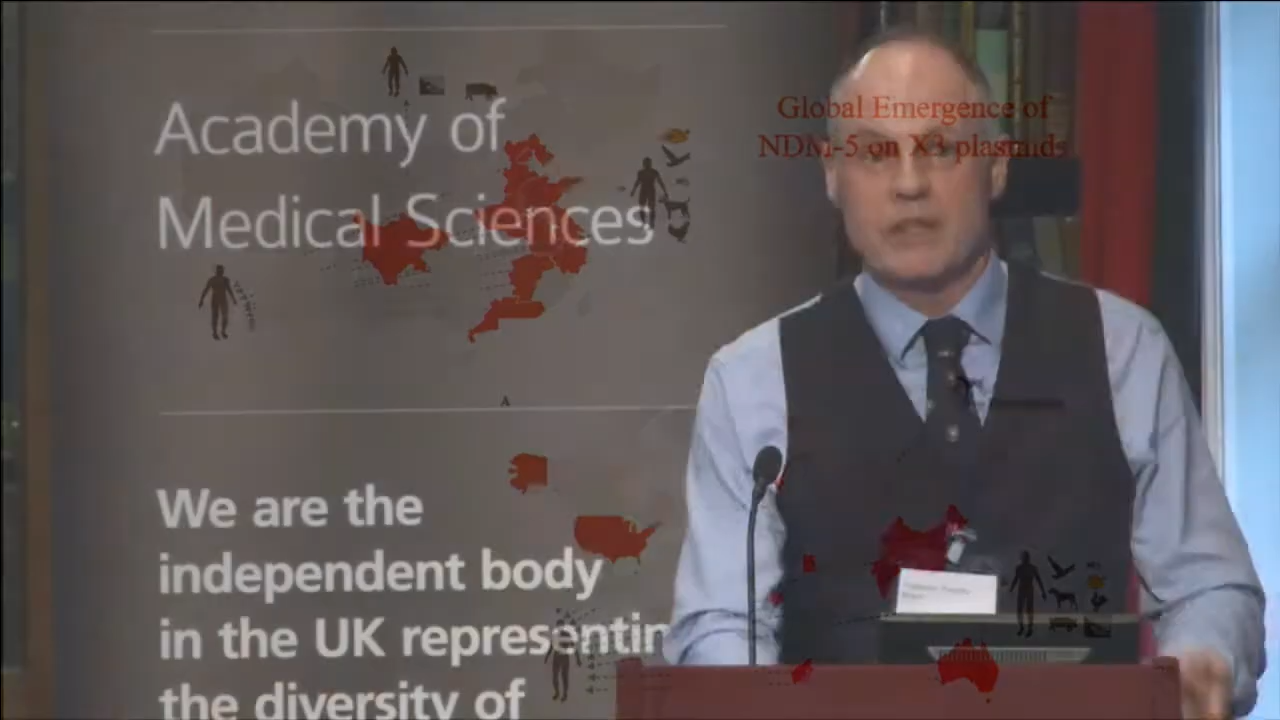 Academy of
Medical Sciences
Global Emergence of
NDM-5 on X3 plasmids
A
We are the
independent body
in the UK representin
the diversity of